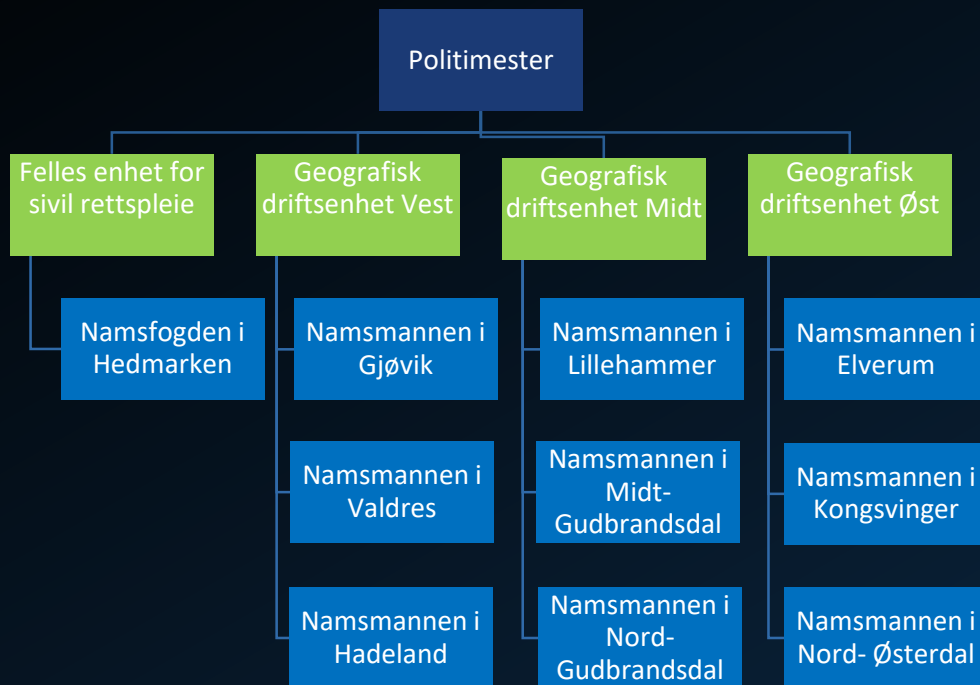 Politimester
Felles enhet for
sivil rettspleie
Geografisk
driftsenhet Vest
Geografisk
driftsenhet Midt
Geografisk
driftsenhet Øst
Namsfogden i
Hedmarken
Namsmannen i
Gjøvik
Namsmannen i
Lillehammer
Namsmannen i
Elverum
Namsmannen i
Valdres
Namsmannen i
Midt-
Gudbrandsdal
Namsmannen i
Kongsvinger
Namsmannen i
Hadeland
Namsmannen i
Nord-
Gudbrandsdal
Namsmannen i
Nord- Østerdal